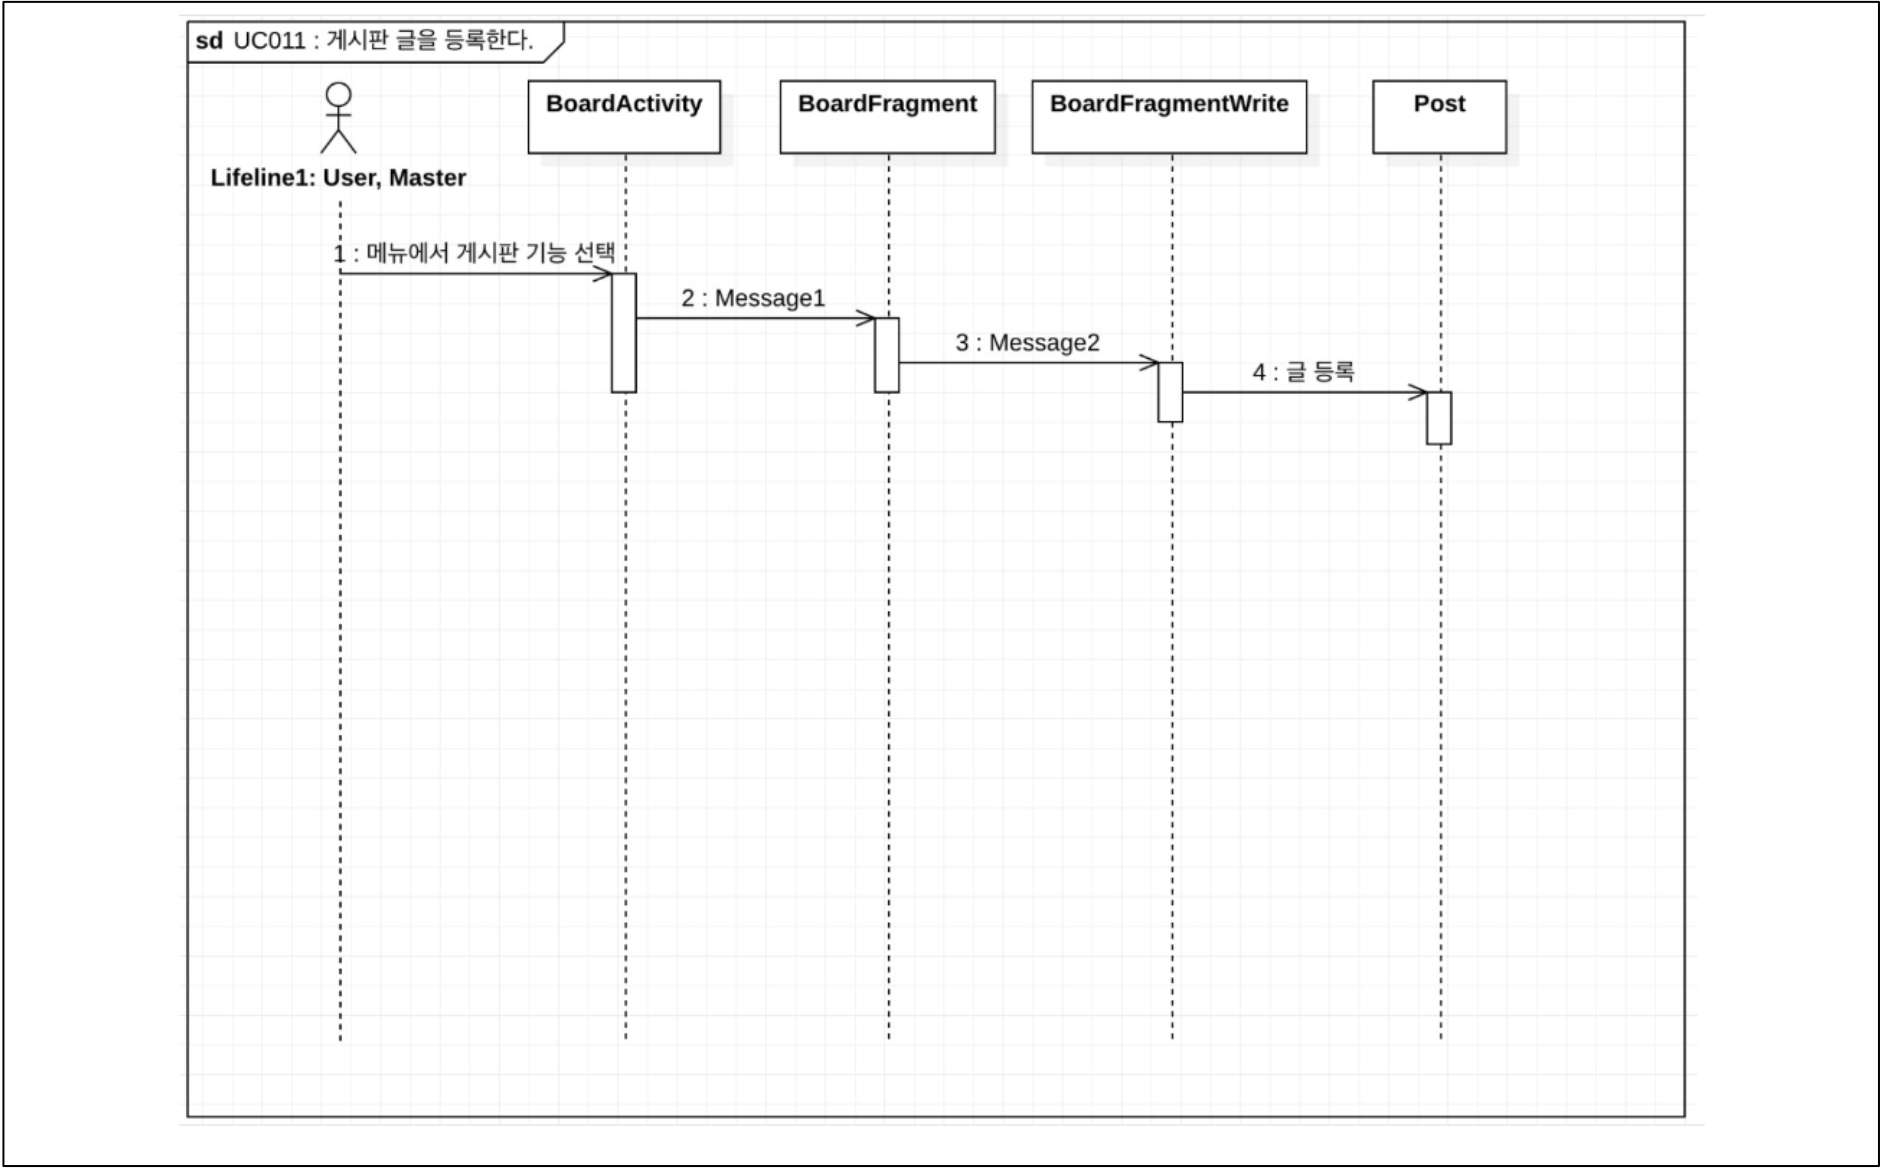 sd UC011 : 게시판 글을 등록한다.
BoardActivity
BoardFragment
BoardFragmentWrite
Post
Lifeline1: User, Master
1 : 메뉴에서 게시판 기능 선택
2 : Message1
3 : Message2
4 : 글 등록